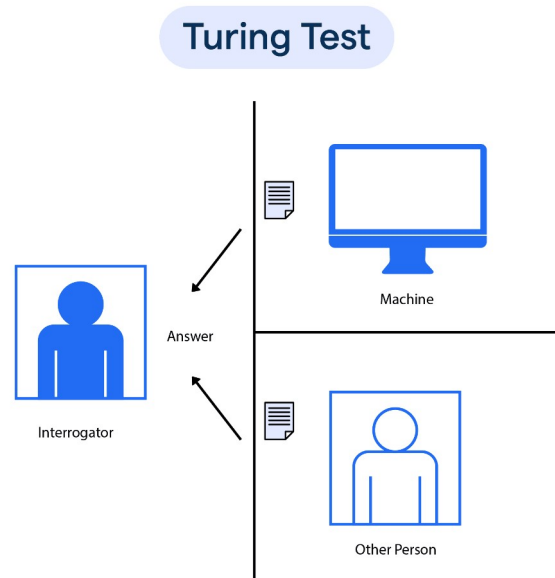 Turing Test
Machine
Answer
Interrogator
Other Person